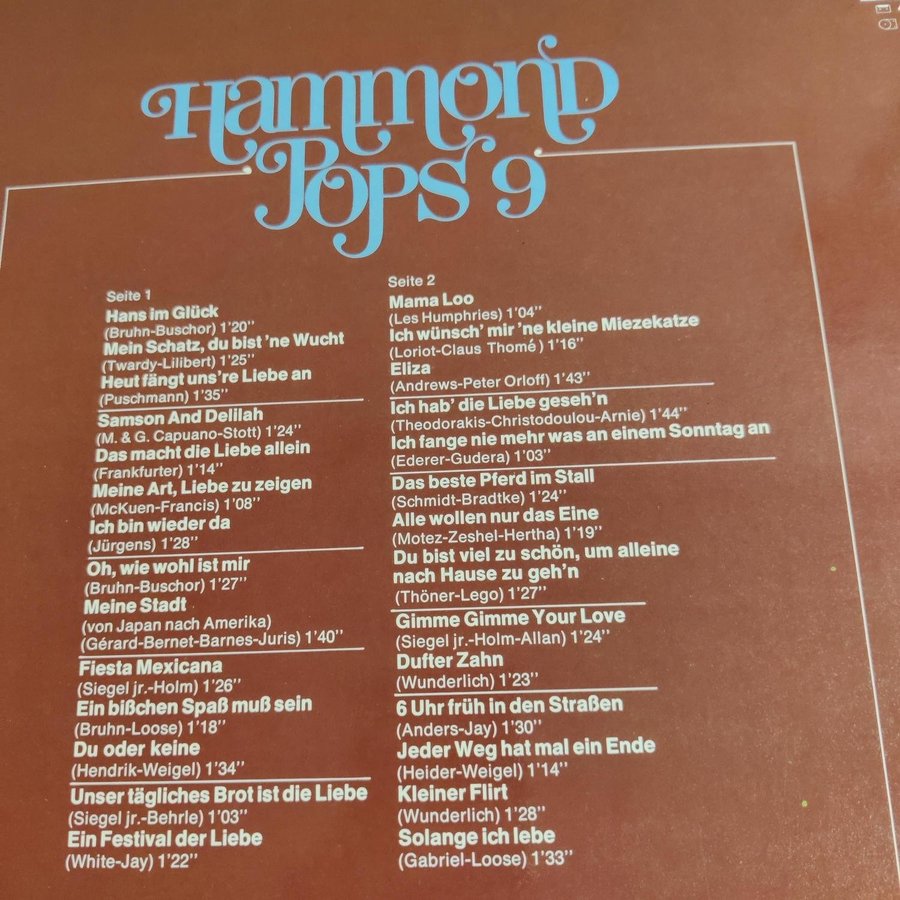 Hammond
Pops 9
Seite 1
Hans im Glück
(Bruhn-Buschor) 1'20''
Mein Schatz, du bist 'ne Wucht
(Twardy-Lilibert) 1'25''
Heut fängt uns're Liebe an
(Puschmann) 1'35''
Samson And Delilah
(M. & G. Capuano-Stott) 1'24''
Das macht die Liebe allein
(Frankfurter) 1'14''
Meine Art, Liebe zu zeigen
(McKuen-Francis) 1'08''
Ich bin wieder da
(Jürgens) 1'28''
Oh, wie wohl ist mir
(Bruhn-Buschor) 1'27''
Meine Stadt
(von Japan nach Amerika)
(Gérard-Bernet-Barnes-Juris) 1'40''
Fiesta Mexicana
(Siegel jr.-Holm) 1'26''
Ein bißchen Spaß muß sein
(Bruhn-Loose) 1'18''
Du oder keine
(Hendrik-Weigel) 1'34''
Unser tägliches Brot ist die Liebe
(Siegel jr.-Behrle) 1'03''
Ein Festival der Liebe
(White-Jay) 1'22''
Seite 2
Mama Loo
(Les Humphries) 1'04''
Ich wünsch' mir 'ne kleine Miezekatze
(Loriot-Claus Thomé) 1'16''
Eliza
(Andrews-Peter Orloff) 1'43''
Ich hab' die Liebe geseh'n
(Theodorakis-Christodoulou-Arnie) 1'44''
Ich fange nie mehr was an einem Sonntag an
(Ederer-Gudera) 1'03''
Das beste Pferd im Stall
(Schmidt-Bradtke) 1'24''
Alle wollen nur das Eine
(Motez-Zeshel-Hertha) 1'19''
Du bist viel zu schön, um alleine
nach Hause zu geh'n
(Thöner-Lego) 1'27''
Gimme Gimme Your Love
(Siegel jr.-Holm-Allan) 1'24''
Dufter Zahn
(Wunderlich) 1'23''
6 Uhr früh in den Straßen
(Anders-Jay) 1'30''
Jeder Weg hat mal ein Ende
(Heider-Weigel) 1'14''
Kleiner Flirt
(Wunderlich) 1'28''
Solange ich lebe
(Gabriel-Loose) 1'33''